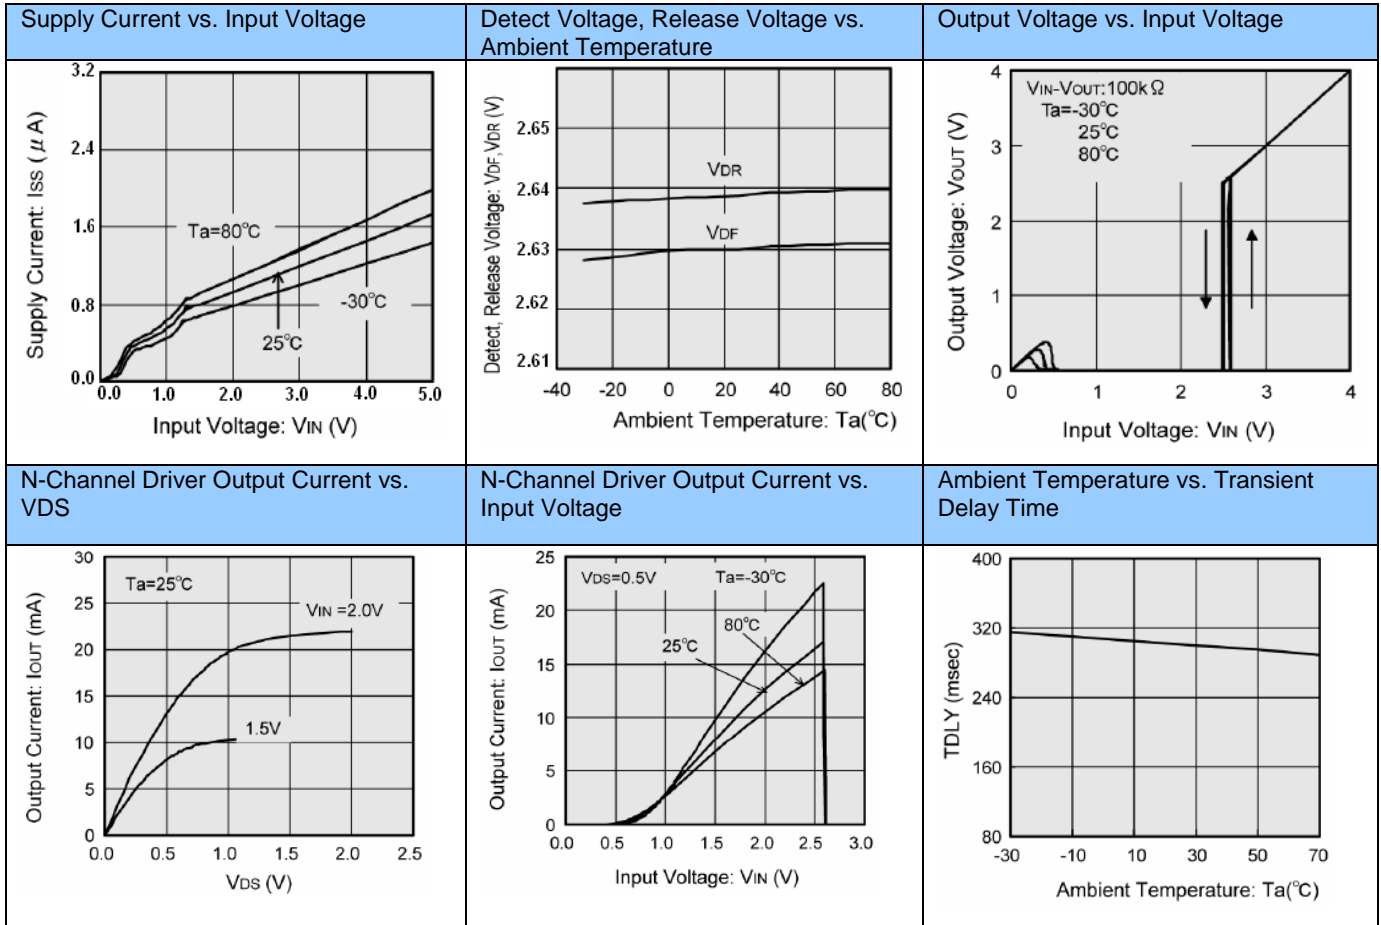 Supply Current vs. Input Voltage
Detect Voltage, Release Voltage vs.
Ambient Temperature
Output Voltage vs. Input Voltage
Supply Current: Iss (μA)
3.2
2.4
1.6
0.8
0.0
Ta=80℃
-30℃
25℃
0.0 1.0 2.0 3.0 4.0 5.0
Input Voltage: VIN (V)
Detect, Release Voltage: VDF,VDR (V)
2.65
2.64
2.63
2.62
2.61
VDR
VDF
-40 -20 0 20 40 60 80
Ambient Temperature: Ta(℃)
Output Voltage: VOUT (V)
4
3
2
1
0
VIN-VOUT:100kΩ
Ta=-30℃
25℃
80℃
0 1 2 3 4
Input Voltage: VIN (V)
N-Channel Driver Output Current vs.
VDS
N-Channel Driver Output Current vs.
Input Voltage
Ambient Temperature vs. Transient
Delay Time
Output Current: IOUT (mA)
30
25
20
15
10
5
0
Ta=25℃
VIN =2.0V
1.5V
0.0 0.5 1.0 1.5 2.0 2.5
VDS (V)
Output Current: IOUT (mA)
25
20
15
10
5
0
VDS=0.5V Ta=-30℃
80℃
25℃
0.0 0.5 1.0 1.5 2.0 2.5 3.0
Input Voltage: VIN (V)
TDLY (msec)
400
320
240
160
80
-30 -10 10 30 50 70
Ambient Temperature: Ta(℃)